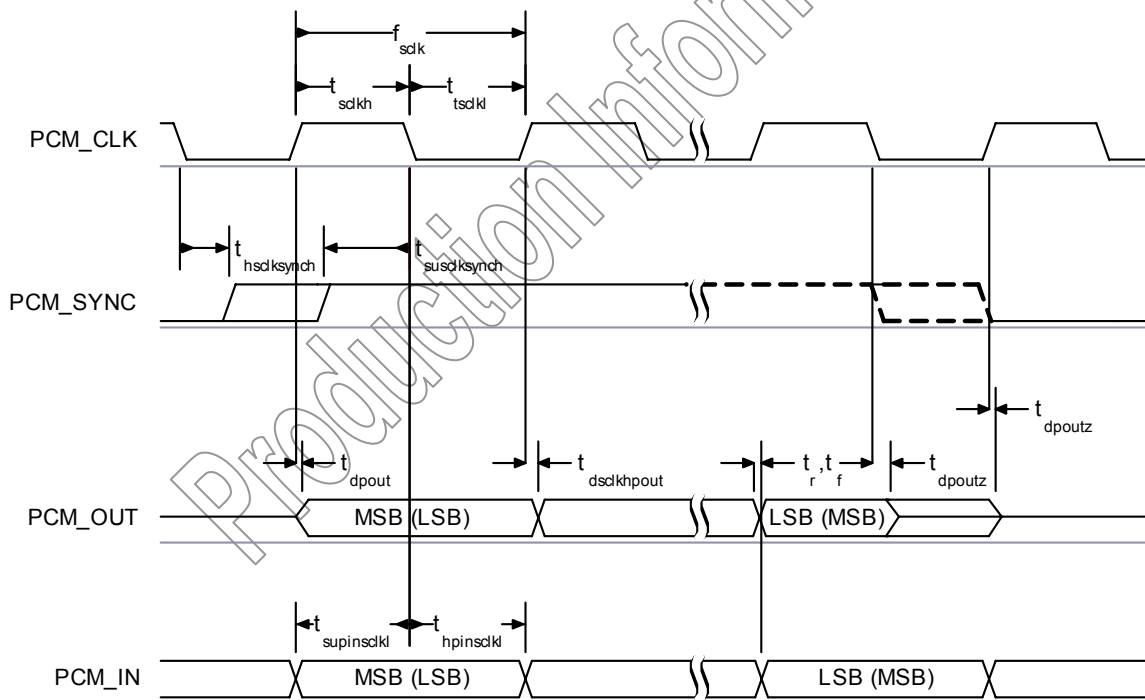 f sclk
t sclkh
t tsclkl
PCM_CLK
t hsclksynch
t susclksynch
PCM_SYNC
t dpoutz
t dpout
t dsclkhpout
t r ,t f
t dpoutz
PCM_OUT
MSB (LSB)
LSB (MSB)
t supinsclkl
t hpinsclkl
PCM_IN
MSB (LSB)
LSB (MSB)
Production Inform